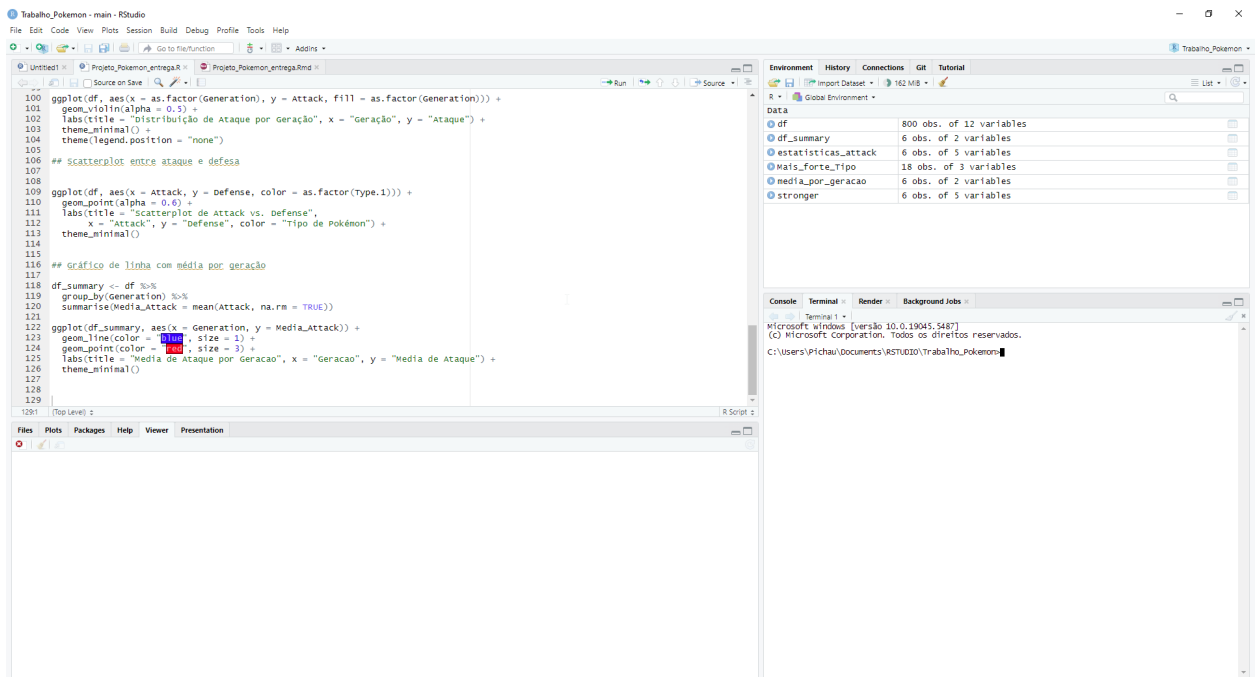 Trabalho_Pokemon - main - RStudio
File Edit Code View Plots Session Build Debug Profile Tools Help
Go to file/function Addins Trabalho_Pokemon
Untitled1 Projeto_Pokemon_entrega.R Projeto_Pokemon_entrega.Rmd
Source on Save Run Source
100 ggplot(df, aes(x = as.factor(Generation), y = Attack, fill = as.factor(Generation))) +
101 geom_violin(alpha = 0.5) +
102 labs(title = "Distribuição de Ataque por Geração", x = "Geração", y = "Ataque") +
103 theme_minimal() +
104 theme(legend.position = "none")
105
106 ## Scatterplot entre ataque e defesa
107
108
109 ggplot(df, aes(x = Attack, y = Defense, color = as.factor(Type.1))) +
110 geom_point(alpha = 0.6) +
111 labs(title = "Scatterplot de Attack vs. Defense",
112 x = "Attack", y = "Defense", color = "Tipo de Pokémon") +
113 theme_minimal()
114
115
116 ## Gráfico de linha com média por geração
117
118 df_summary <- df %>%
119 group_by(Generation) %>%
120 summarise(Media_Attack = mean(Attack, na.rm = TRUE))
121
122 ggplot(df_summary, aes(x = Generation, y = Media_Attack)) +
123 geom_line(color = "blue", size = 1) +
124 geom_point(color = "red", size = 3) +
125 labs(title = "Media de Ataque por Geracao", x = "Geracao", y = "Media de Ataque") +
126 theme_minimal()
127
128
129
129:1 (Top Level) R Script
Files Plots Packages Help Viewer Presentation
Environment History Connections Git Tutorial
Import Dataset 162 MiB List
R Global Environment
Data
df 800 obs. of 12 variables
df_summary 6 obs. of 2 variables
estatisticas_attack 6 obs. of 5 variables
Mais_forte_Tipo 18 obs. of 3 variables
media_por_geracao 6 obs. of 2 variables
stronger 6 obs. of 5 variables
Console Terminal Render Background Jobs
Terminal 1
Microsoft Windows [versão 10.0.19045.5487]
(c) Microsoft Corporation. Todos os direitos reservados.
C:\Users\Pichau\Documents\RSTUDIO\Trabalho_Pokemon>